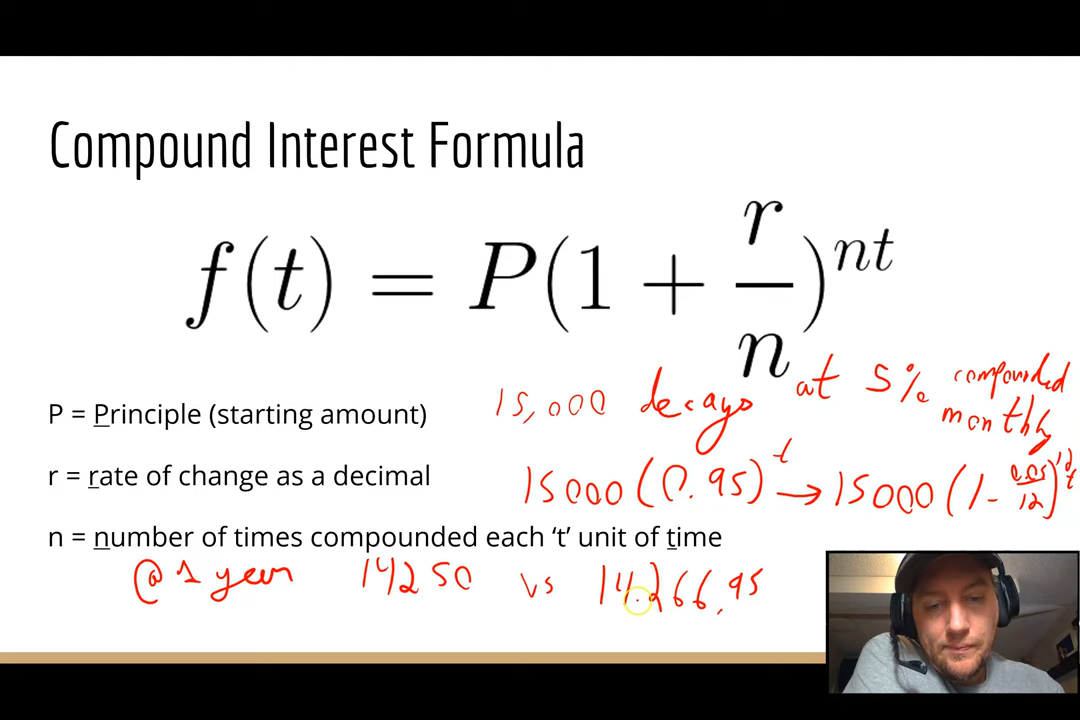 Compound Interest Formula
f(t) = P(1 + r/n)^nt
15,000 decays at 5% compounded monthly
P = Principle (starting amount)
15000 (0.95)^t → 15000 (1 - 0.05/12)^12t
r = rate of change as a decimal
n = number of times compounded each ‘t’ unit of time
@ 1 year 14250 vs 14266.95